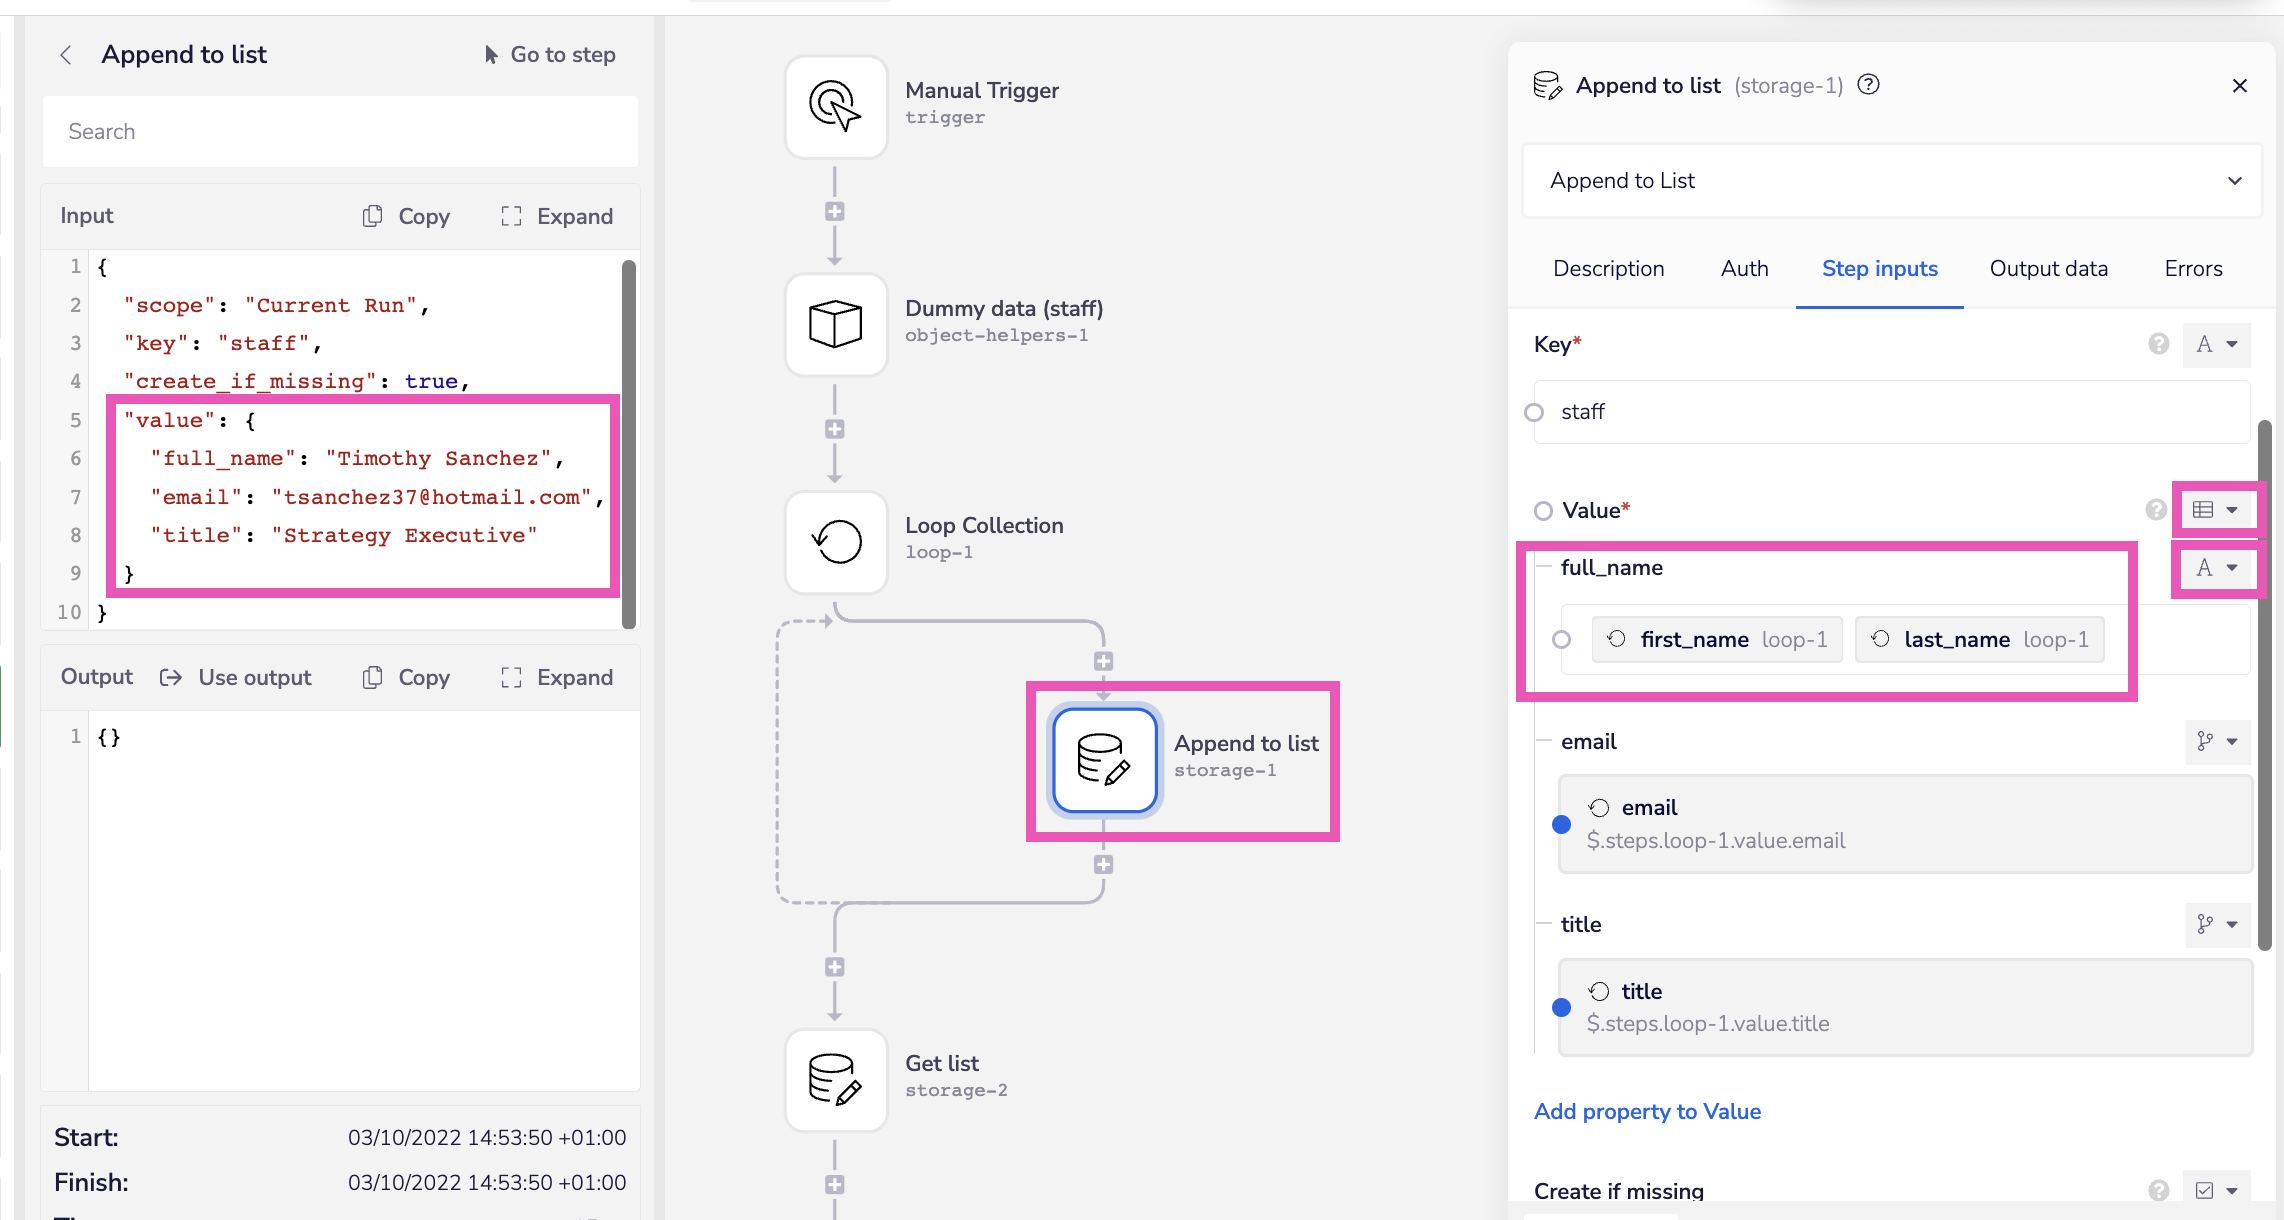 Append to list
Go to step
Search
Input
Copy
Expand
1 {
2 "scope": "Current Run",
3 "key": "staff",
4 "create_if_missing": true,
5 "value": {
6 "full_name": "Timothy Sanchez",
7 "email": "tsanchez37@hotmail.com",
8 "title": "Strategy Executive"
9 }
10 }
Output
Use output
Copy
Expand
1 {}
Start: 03/10/2022 14:53:50 +01:00
Finish: 03/10/2022 14:53:50 +01:00
Manual Trigger
trigger
Dummy data (staff)
object-helpers-1
Loop Collection
loop-1
Append to list
storage-1
Get list
storage-2
Append to list (storage-1) ?
Append to List
Description Auth Step inputs Output data Errors
Key* ? A
staff
Value* ?
full_name A
first_name loop-1 last_name loop-1
email
email
$.steps.loop-1.value.email
title
title
$.steps.loop-1.value.title
Add property to Value
Create if missing ?